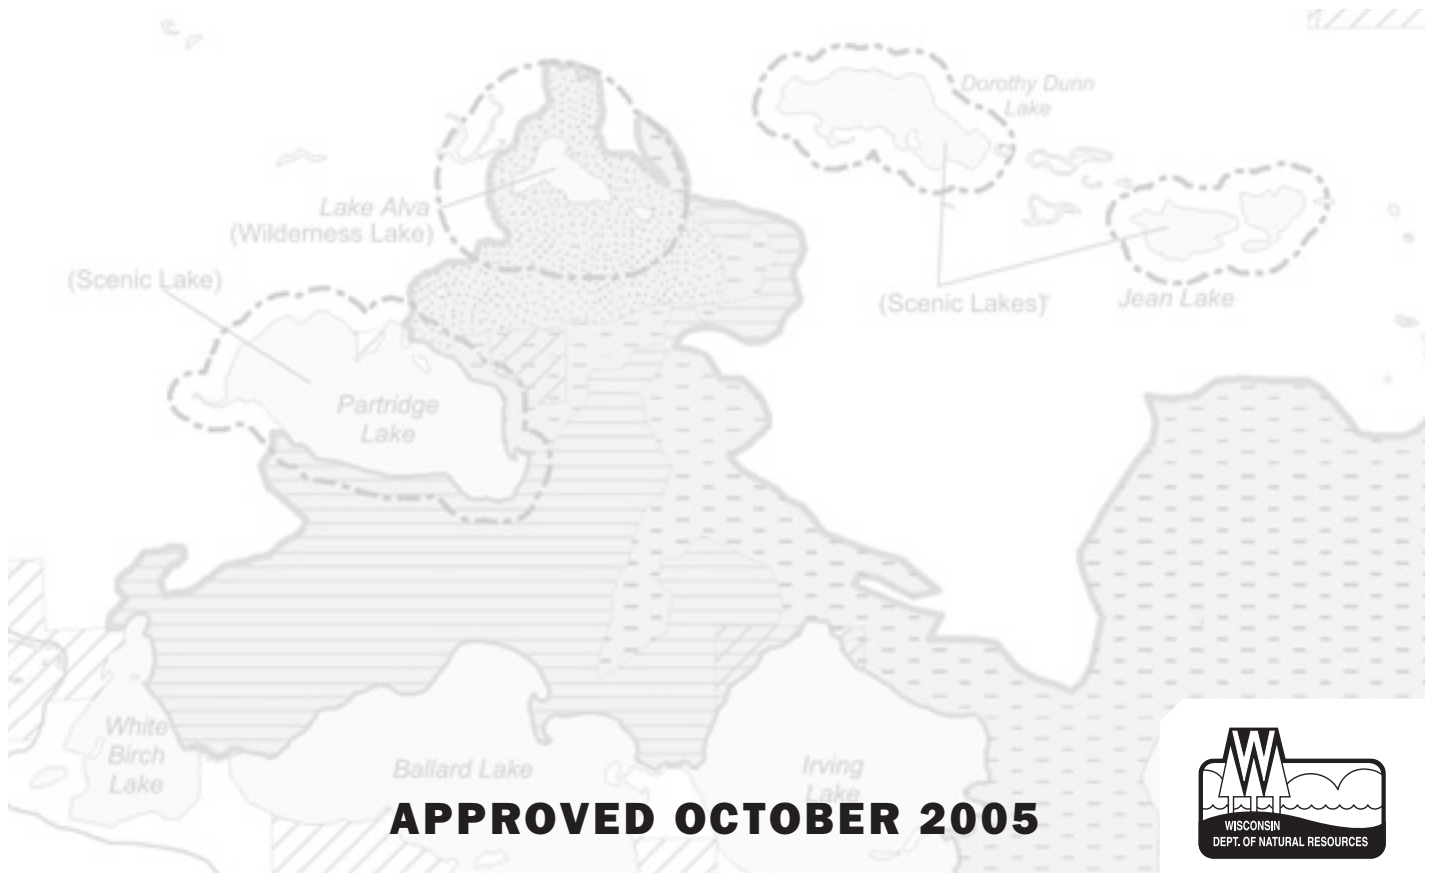 Dorothy Dunn
Lake
Lake Alva
(Wilderness Lake)
(Scenic Lake)
(Scenic Lakes)
Jean Lake
Partridge
Lake
White
Birch
Lake
Ballard Lake
Irving
Lake
APPROVED OCTOBER 2005
WISCONSIN
DEPT. OF NATURAL RESOURCES